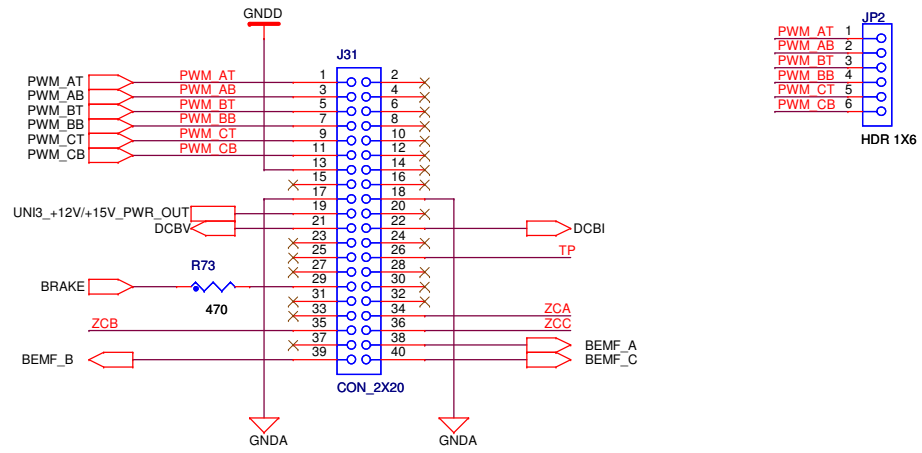 GNDD
JP2
J31
PWM_AT 1
PWM_AB 2
PWM_BT 3
PWM_BB 4
PWM_CT 5
PWM_CB 6
HDR 1X6
PWM_AT PWM_AT 1 2
PWM_AB PWM_AB 3 4
PWM_BT PWM_BT 5 6
PWM_BB PWM_BB 7 8
PWM_CT PWM_CT 9 10
PWM_CB PWM_CB 11 12
13 14
15 16
17 18
UNI3_+12V/+15V_PWR_OUT 19 20
DCBV 21 22 DCBI
23 24
25 26 TP
R73
27 28
BRAKE 29 30
470
31 32
33 34 ZCA
ZCB 35 36 ZCC
37 38 BEMF_A
BEMF_B 39 40 BEMF_C
CON_2X20
GNDA GNDA